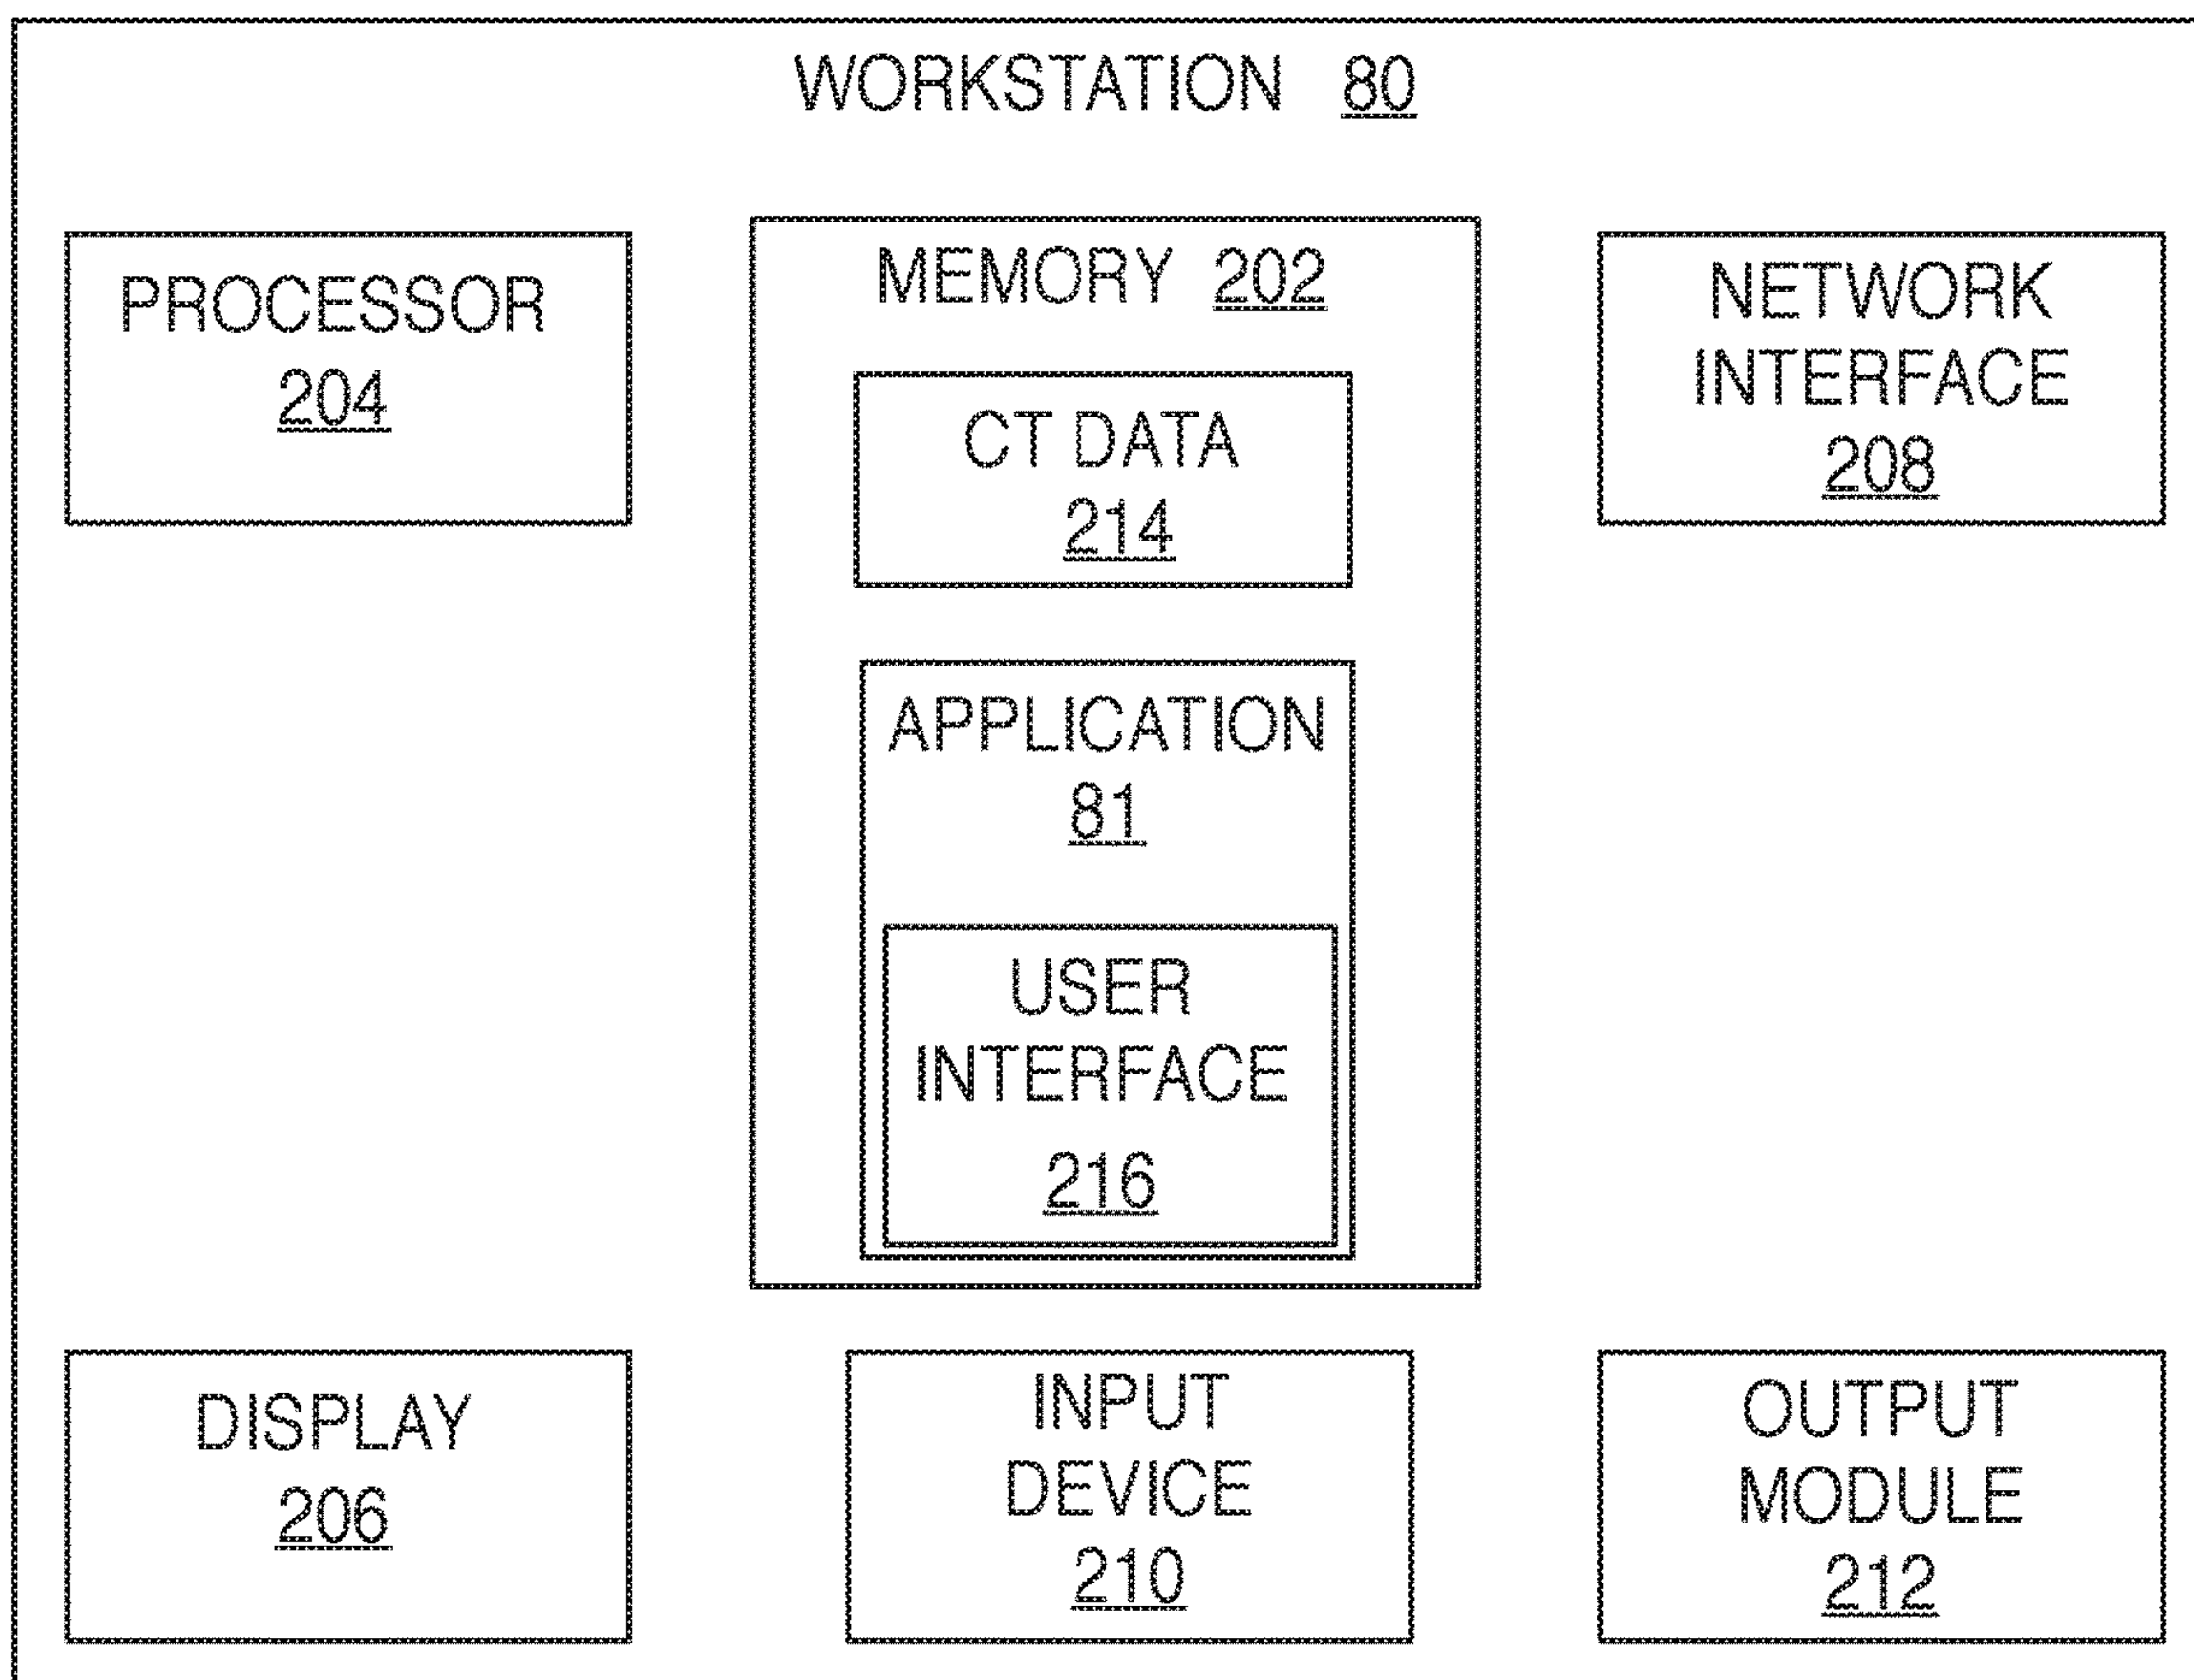 WORKSTATION 80
PROCESSOR
204
MEMORY 202
CT DATA
214
APPLICATION
81
USER
INTERFACE
216
NETWORK
INTERFACE
208
DISPLAY
206
INPUT
DEVICE
210
OUTPUT
MODULE
212